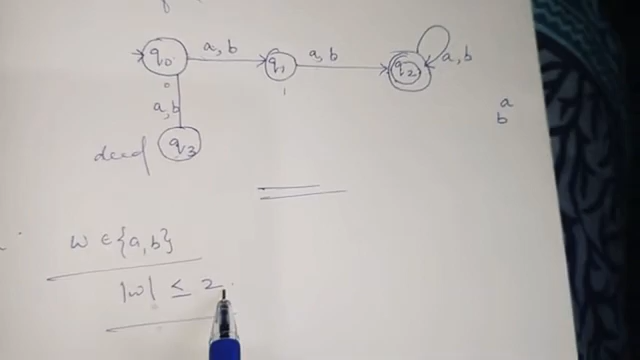 q₀ a, b q₁ a, b q₂ a, b
a, b
dead q₃
a
b
w ∈ {a, b}
|w| ≤ 2